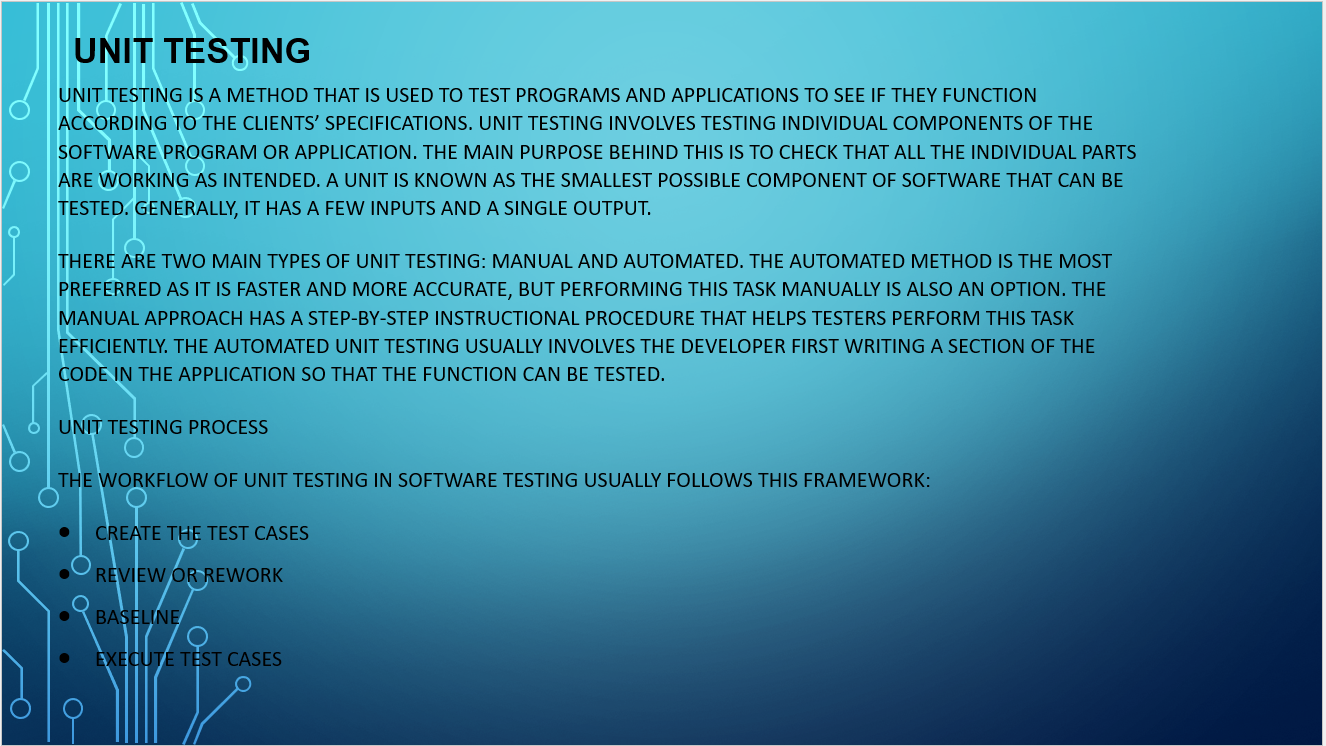 UNIT TESTING
UNIT TESTING IS A METHOD THAT IS USED TO TEST PROGRAMS AND APPLICATIONS TO SEE IF THEY FUNCTION
ACCORDING TO THE CLIENTS’ SPECIFICATIONS. UNIT TESTING INVOLVES TESTING INDIVIDUAL COMPONENTS OF THE
SOFTWARE PROGRAM OR APPLICATION. THE MAIN PURPOSE BEHIND THIS IS TO CHECK THAT ALL THE INDIVIDUAL PARTS
ARE WORKING AS INTENDED. A UNIT IS KNOWN AS THE SMALLEST POSSIBLE COMPONENT OF SOFTWARE THAT CAN BE
TESTED. GENERALLY, IT HAS A FEW INPUTS AND A SINGLE OUTPUT.
THERE ARE TWO MAIN TYPES OF UNIT TESTING: MANUAL AND AUTOMATED. THE AUTOMATED METHOD IS THE MOST
PREFERRED AS IT IS FASTER AND MORE ACCURATE, BUT PERFORMING THIS TASK MANUALLY IS ALSO AN OPTION. THE
MANUAL APPROACH HAS A STEP-BY-STEP INSTRUCTIONAL PROCEDURE THAT HELPS TESTERS PERFORM THIS TASK
EFFICIENTLY. THE AUTOMATED UNIT TESTING USUALLY INVOLVES THE DEVELOPER FIRST WRITING A SECTION OF THE
CODE IN THE APPLICATION SO THAT THE FUNCTION CAN BE TESTED.
UNIT TESTING PROCESS
THE WORKFLOW OF UNIT TESTING IN SOFTWARE TESTING USUALLY FOLLOWS THIS FRAMEWORK:
● CREATE THE TEST CASES
● REVIEW OR REWORK
● BASELINE
● EXECUTE TEST CASES